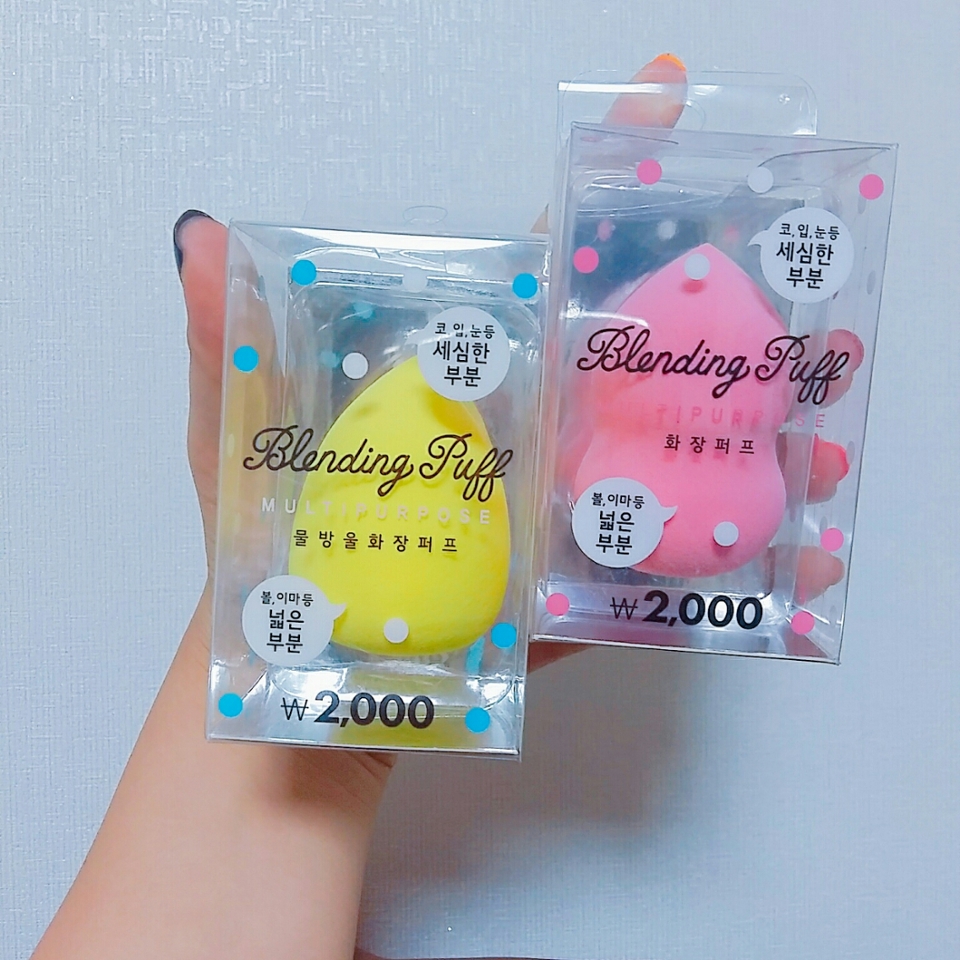 코, 입, 눈등
세심한
부분
Blending Puff
MULTIPURPOSE
물방울화장퍼프
볼, 이마등
넓은
부분
₩2,000
코, 입, 눈등
세심한
부분
Blending Puff
MULTIPURPOSE
화장퍼프
볼, 이마등
넓은
부분
₩2,000